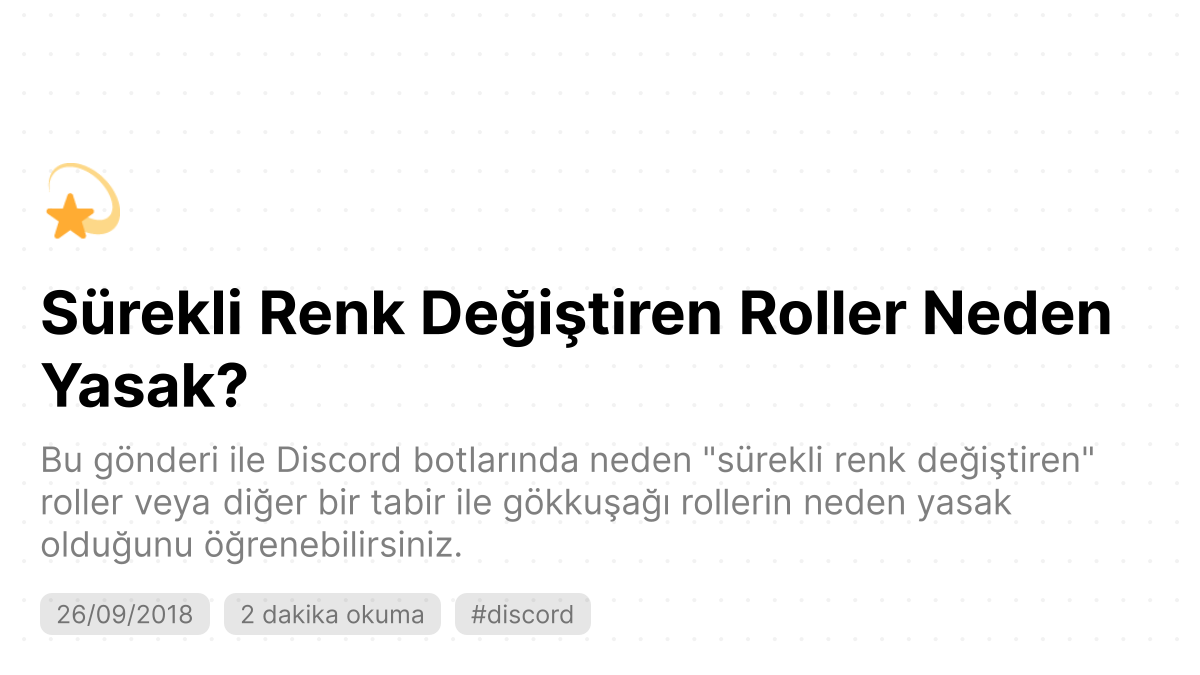 Sürekli Renk Değiştiren Roller Neden
Yasak?
Bu gönderi ile Discord botlarında neden "sürekli renk değiştiren"
roller veya diğer bir tabir ile gökkuşağı rollerin neden yasak
olduğunu öğrenebilirsiniz.
26/09/2018 2 dakika okuma #discord